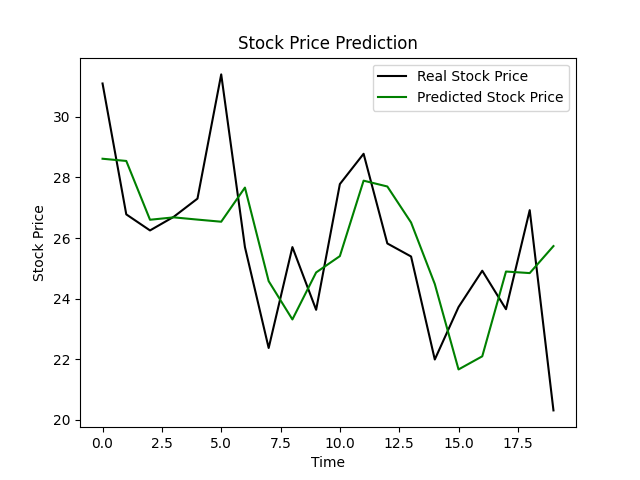 Stock Price Prediction
Real Stock Price
Predicted Stock Price
Stock Price
30
28
26
24
22
20
0.0 2.5 5.0 7.5 10.0 12.5 15.0 17.5
Time